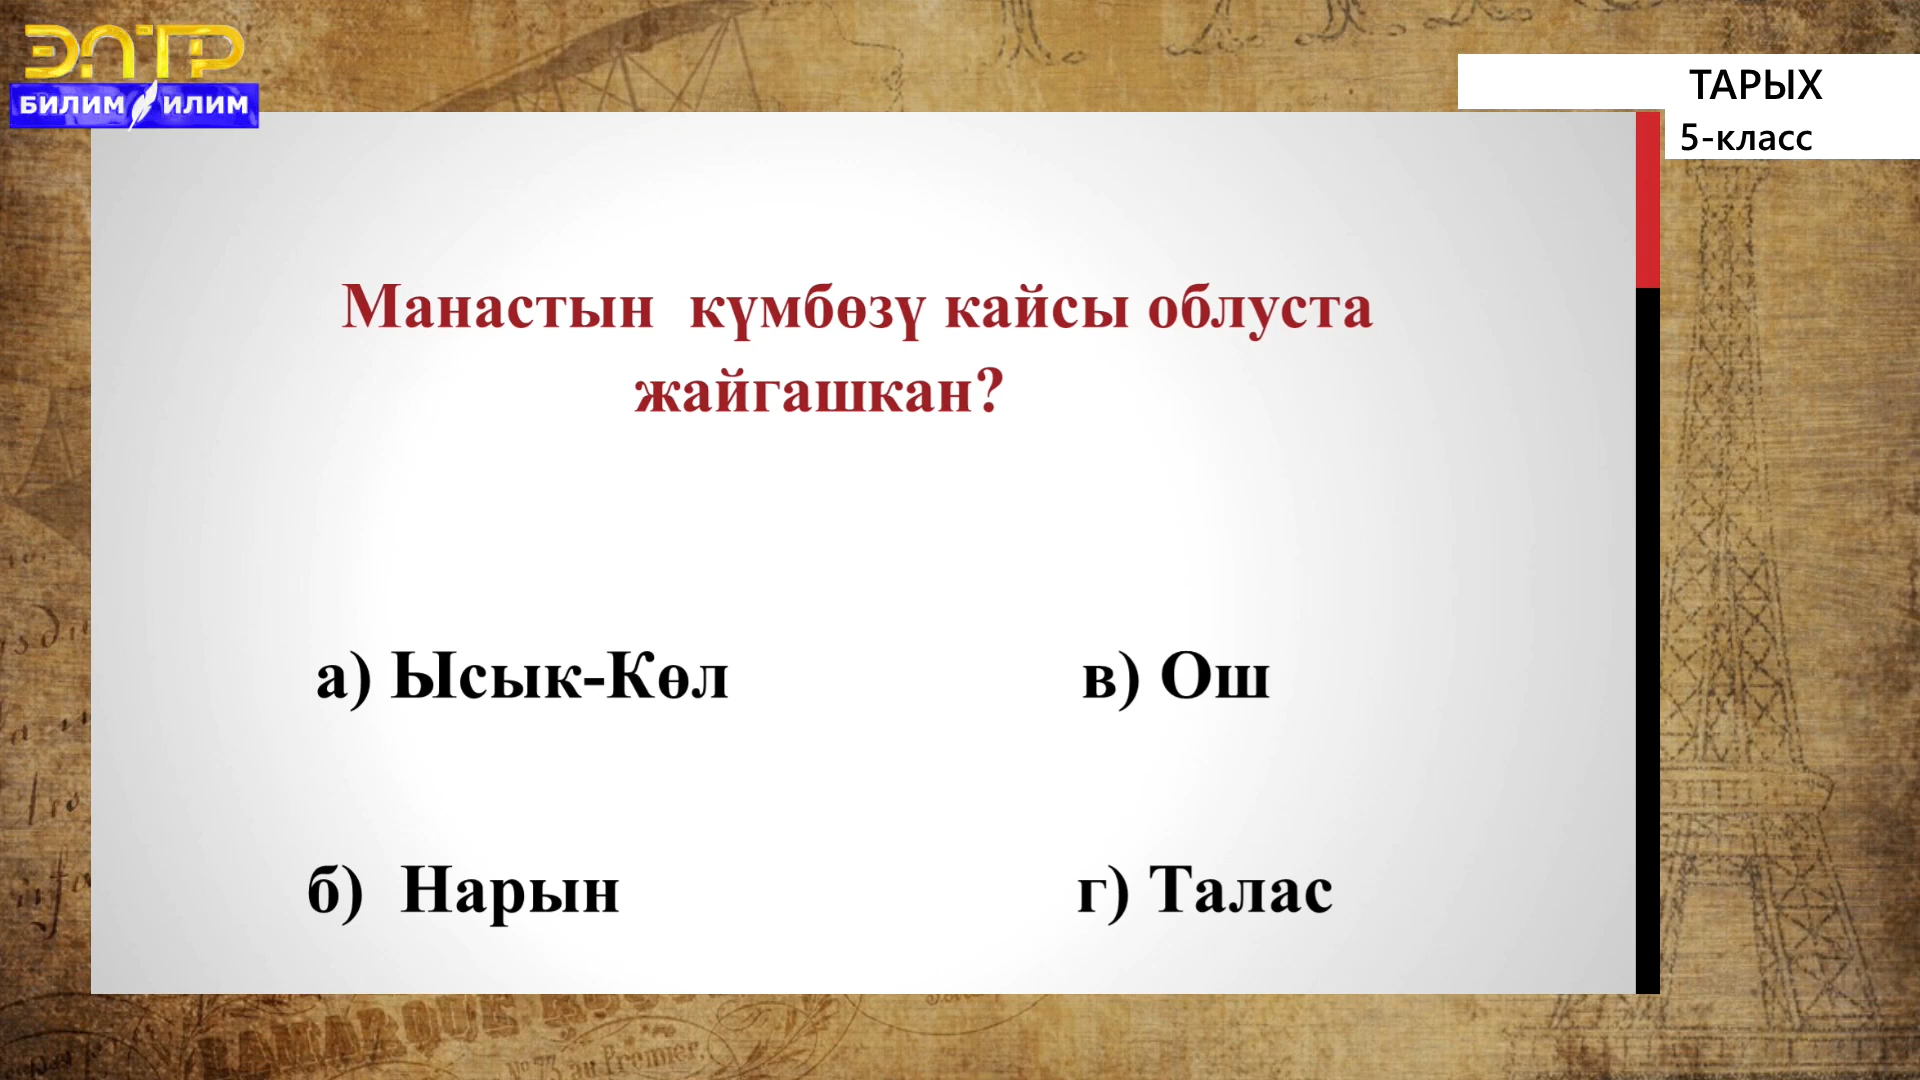 ЭЛТР
БИЛИМ ИЛИМ
ТАРЫХ
5-класс
Манастын күмбөзү кайсы облуста
жайгашкан?
а) Ысык-Көл
в) Ош
б) Нарын
г) Талас